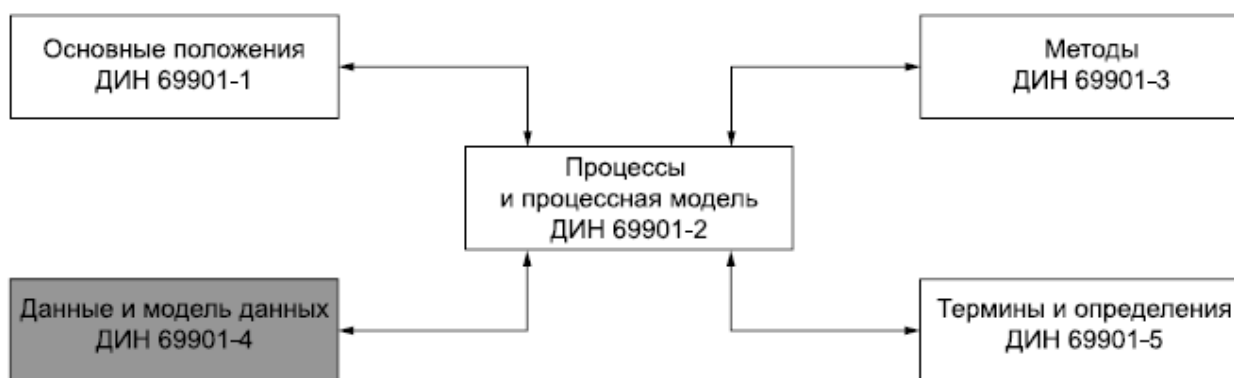 Основные положения
ДИН 69901-1
Методы
ДИН 69901-3
Процессы
и процессная модель
ДИН 69901-2
Данные и модель данных
ДИН 69901-4
Термины и определения
ДИН 69901-5